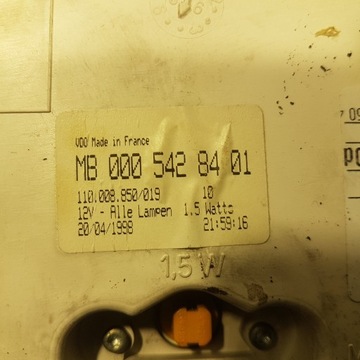 VDO Made in France
MB 000 542 84 01
110.008.850/019 10
12V - Alle Lampen 1.5 Watts
20/04/1998 21:59:16
1,5 W